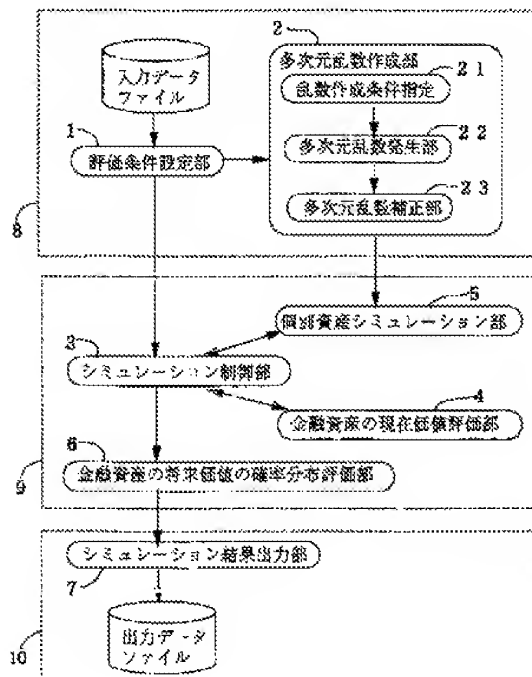 2
多次元乱数作成部
21
乱数作成条件指定
入力データ
ファイル
1
22
評価条件設定部
多次元乱数発生部
23
多次元乱数補正部
8
5
個別資産シミュレーション部
3
シミュレーション制御部
4
金融資産の現在価値評価部
6
金融資産の将来価値の確率分布評価部
9
シミュレーション結果出力部
7
出力データ
ファイル
10